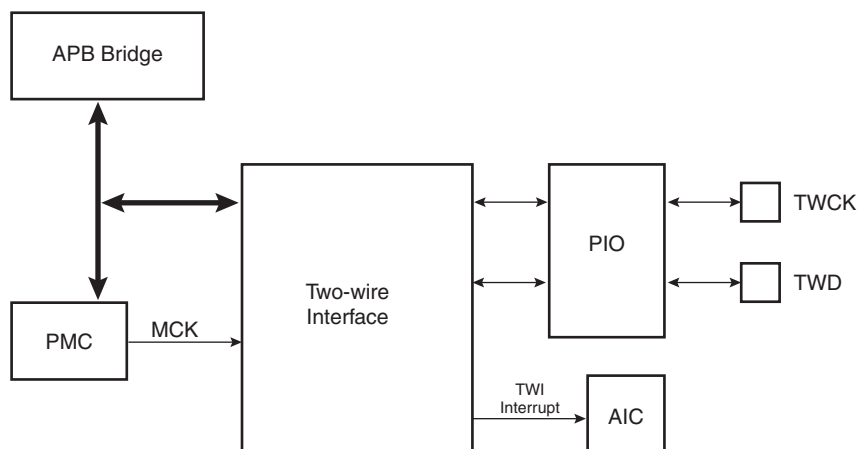 APB Bridge
TWCK
PIO
TWD
Two-wire
Interface
MCK
PMC
TWI
Interrupt
AIC